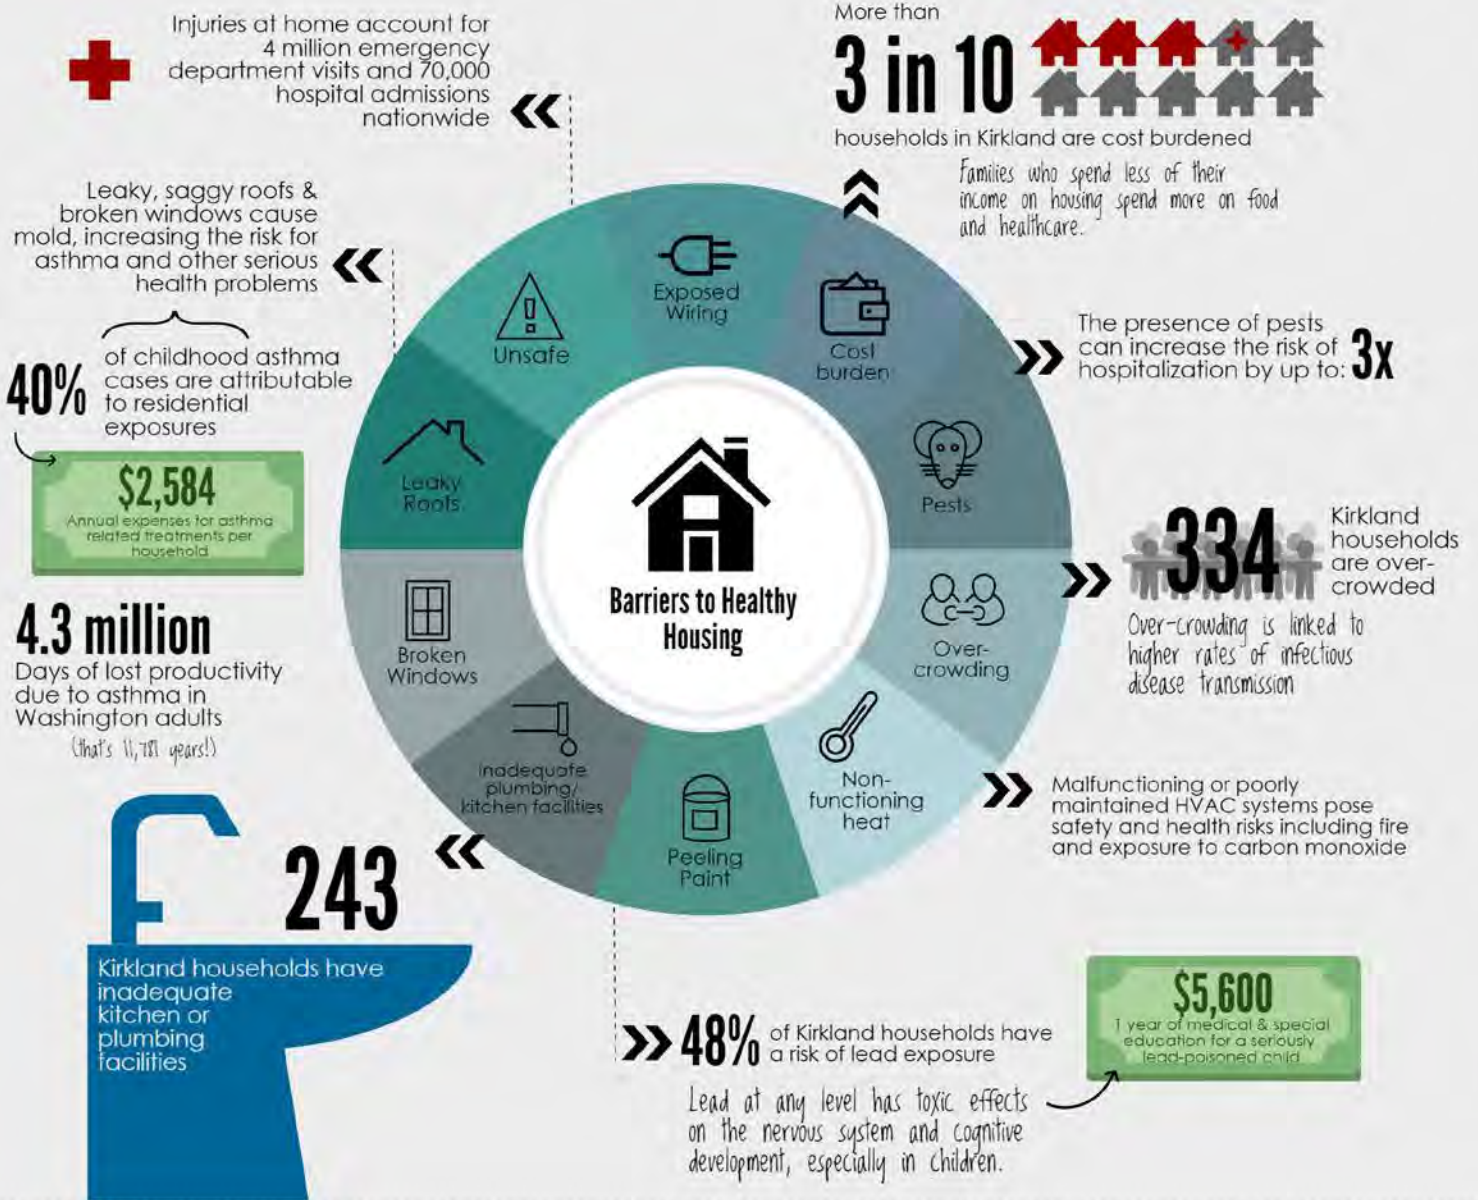 Injuries at home account for
4 million emergency
department visits and 70,000
hospital admissions
nationwide
More than
3 in 10
households in Kirkland are cost burdened
Families who spend less of their
income on housing spend more on food
and healthcare.
Leaky, saggy roofs &
broken windows cause
mold, increasing the risk for
asthma and other serious
health problems
40%
of childhood asthma
cases are attributable
to residential
exposures
$2,584
Annual expenses for asthma
related treatments per
household
4.3 million
Days of lost productivity
due to asthma in
Washington adults
(that's 11,781 years!)
Unsafe
Exposed
Wiring
Cost
burden
Leaky
Roofs
Pests
Barriers to Healthy
Housing
Broken
Windows
Over-
crowding
Inadequate
plumbing/
kitchen facilities
Peeling
Paint
Non-
functioning
heat
The presence of pests
can increase the risk of
hospitalization by up to: 3x
334
Kirkland
households
are over-
crowded
Over-crowding is linked to
higher rates of infectious
disease transmission
Malfunctioning or poorly
maintained HVAC systems pose
safety and health risks including fire
and exposure to carbon monoxide
243
Kirkland households have
inadequate
kitchen or
plumbing
facilities
48%
of Kirkland households have
a risk of lead exposure
Lead at any level has toxic effects
on the nervous system and cognitive
development, especially in children.
$5,600
1 year of medical & special
education for a seriously
lead-poisoned child